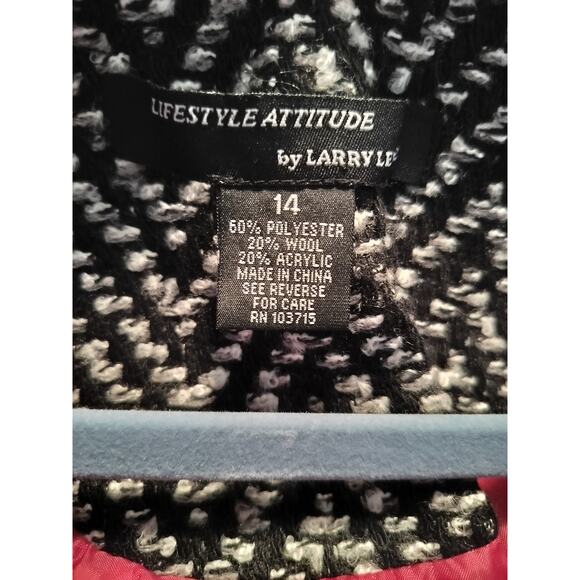 LIFESTYLE ATTITUDE
by LARRY
14
60% POLYESTER
20% WOOL
20% ACRYLIC
MADE IN CHINA
SEE REVERSE
FOR CARE
RN 103715